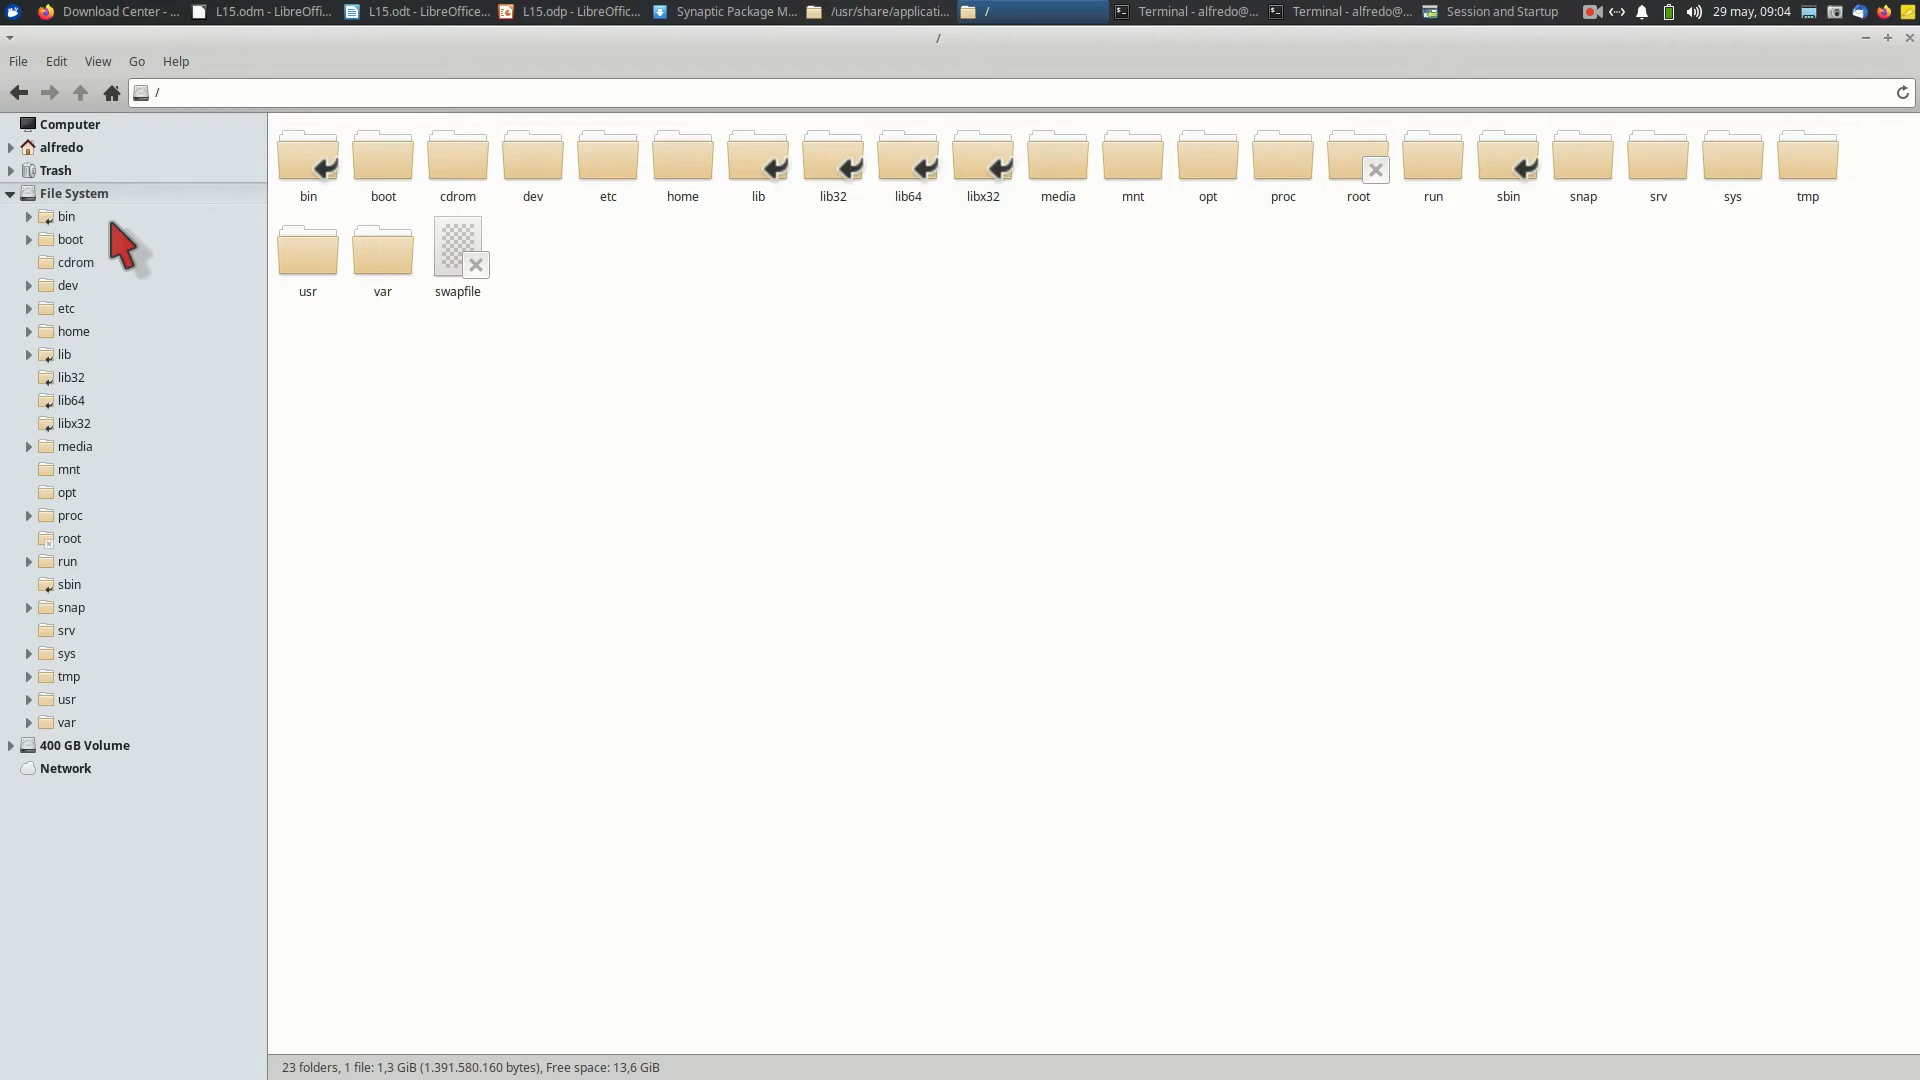 Download Center - ... L15.odm - LibreOffi... L15.odt - LibreOffice... L15.odp - LibreOffic... Synaptic Package M... /usr/share/applicati... / Terminal - alfredo@... Terminal - alfredo@... Session and Startup 29 may, 09:04
/
File Edit View Go Help
/
Computer
alfredo
Trash
File System
bin
boot
cdrom
dev
etc
home
lib
lib32
lib64
libx32
media
mnt
opt
proc
root
run
sbin
snap
srv
sys
tmp
usr
var
400 GB Volume
Network
bin boot cdrom dev etc home lib lib32 lib64 libx32 media mnt opt proc root run sbin snap srv sys tmp
usr var swapfile
23 folders, 1 file: 1,3 GiB (1.391.580.160 bytes), Free space: 13,6 GiB